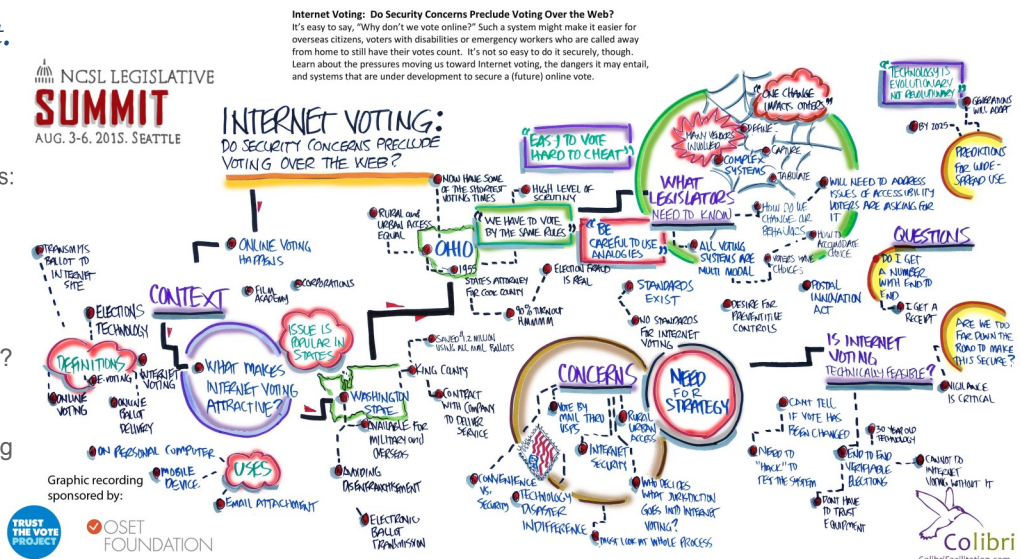 Internet Voting: Do Security Concerns Preclude Voting Over the Web?
It's easy to say, "Why don't we vote online?" Such a system might make it easier for
overseas citizens, voters with disabilities or emergency workers who are called away
from home to still have their votes count. It's not so easy to do it securely, though.
Learn about the pressures moving us toward Internet voting, the dangers it may entail,
and systems that are under development to secure a (future) online vote.
NCSL LEGISLATIVE
SUMMIT
AUG. 3-6. 2015. SEATTLE
INTERNET VOTING:
DO SECURITY CONCERNS PRECLUDE
VOTING OVER THE WEB?
s:
?
g
ONLINE VOTING
HAPPENS
CONTEXT
FILM
ACADEMY
CORPORATIONS
TRANSMITS
BALLOT TO
INTERNET
SITE
ELECTIONS
TECHNOLOGY
DEFINITIONS
E-VOTING
INTERNET
VOTING
ONLINE
VOTING
ONLINE
BALLOT
DELIVERY
WHAT MAKES
INTERNET VOTING
ATTRACTIVE?
ISSUE IS
POPULAR IN
STATES
USES
ON PERSONAL COMPUTER
MOBILE
DEVICE
EMAIL ATTACHMENT
WASHINGTON
STATE
SAVED
1.2 MILLION
USING ALL MAIL BALLOTS
KING COUNTY
CONTRACT
WITH COMPANY
TO DELIVER
SERVICE
AVAILABLE FOR
MILITARY and
OVERSEAS
AVOIDING
DISENFRANCHISEMENT
ELECTRONIC
BALLOT
TRANSMISSION
"EASY TO VOTE
HARD TO CHEAT"
NOW HAVE SOME
OF THE SHORTEST
VOTING TIMES
HIGH LEVEL OF
SCRUTINY
RURAL and
URBAN ACCESS
EQUAL
OHIO
"WE HAVE TO VOTE
BY THE SAME RULES"
1955
STATES ATTORNEY
FOR COOK COUNTY
ELECTION FRAUD
IS REAL
90% TURNOUT
HMMMMM
"BE
CAREFUL TO USE
ANALOGIES"
WHAT
LEGISLATORS
NEED TO KNOW
"ONE CHANGE
IMPACTS OTHERS"
MANY VENDORS
INVOLVED
COMPLEX
SYSTEMS
DEFINE
CAPTURE
TABULATE
WILL NEED TO ADDRESS
ISSUES OF ACCESSIBILITY
VOTERS ARE ASKING FOR
IT
HOW DO WE
CHANGE OUR
BEHAVIORS
HOW TO
ACCOMODATE
CHOICE
VOTERS HAVE
CHOICES
ALL VOTING
SYSTEMS ARE
MULTI MODAL
POSTAL
INNOVATION
ACT
DESIRE FOR
PREVENTITIVE
CONTROLS
STANDARDS
EXIST
NO STANDARDS
FOR INTERNET
VOTING
"TECHNOLOGY IS
EVOLUTIONARY
NOT REVOLUTIONARY"
GENERATIONS
WILL ADOPT
BY 2025
PREDICTIONS
FOR WIDE-
SPREAD USE
QUESTIONS
DO I GET
A NUMBER
WITH END TO
END
I GET A
RECEIPT
ARE WE TOO
FAR DOWN THE
ROAD TO MAKE
THIS SECURE?
VIGILANCE
IS CRITICAL
IS INTERNET
VOTING
TECHNICALLY FEASIBLE?
CANT TELL
IF VOTE HAS
BEEN CHANGED
NEED TO
"HACK" TO
TEST THE SYSTEM
30 YEAR OLD
TECHNOLOGY
END TO END
VERIFIABLE
ELECTIONS
CANNOT DO
INTERNET
VOTING WITHOUT IT
DONT HAVE
TO TRUST
EQUIPMENT
NEED
FOR
STRATEGY
CONCERNS
VOTE BY
MAIL THRU
USPS
RURAL
URBAN
ACCESS
INTERNET
SECURITY
CONVENIENCE
VS.
SECURITY
TECHNOLOGY
DISASTER
INDIFFERENCE
WHO DECIDES
WHAT JURISDICTION
GOES INTO INTERNET
VOTING?
MUST LOOK AT WHOLE PROCESS
Graphic recording
sponsored by:
TRUST
THE VOTE
PROJECT
OSET
FOUNDATION
Colibri
ColibriFacilitation.com